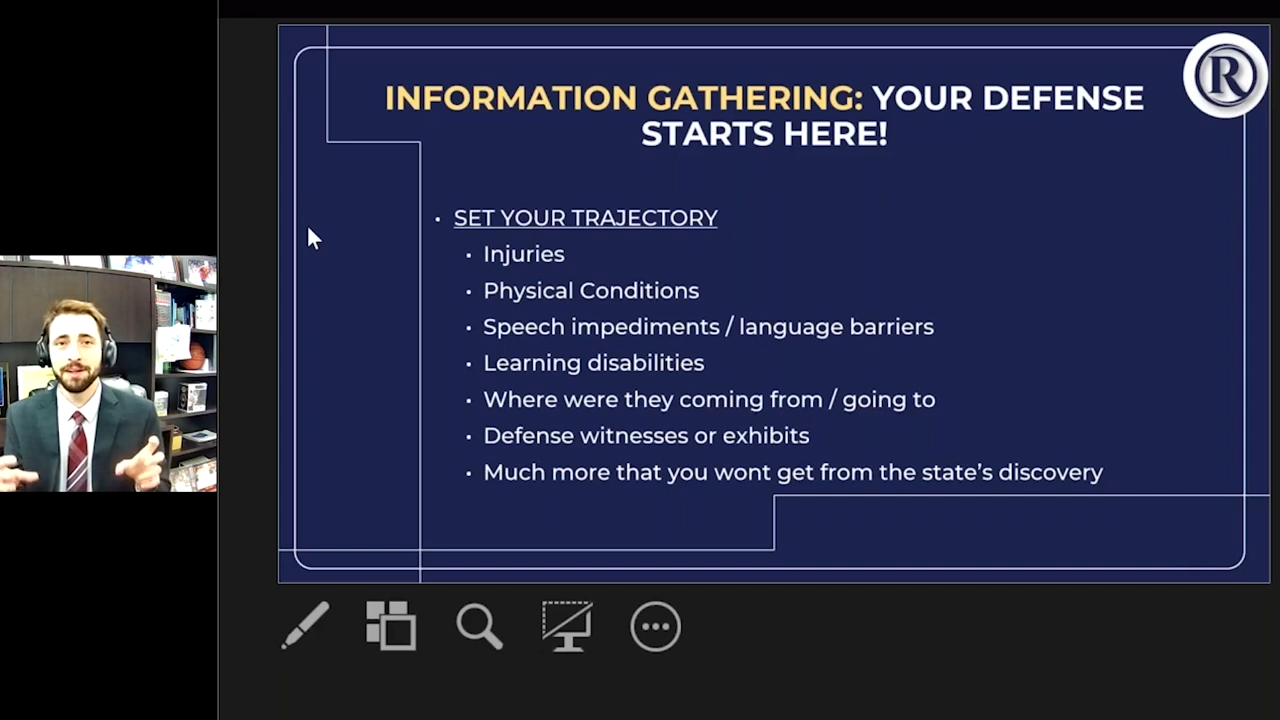 R
INFORMATION GATHERING: YOUR DEFENSE
STARTS HERE!
• SET YOUR TRAJECTORY
• Injuries
• Physical Conditions
• Speech impediments / language barriers
• Learning disabilities
• Where were they coming from / going to
• Defense witnesses or exhibits
• Much more that you wont get from the state's discovery